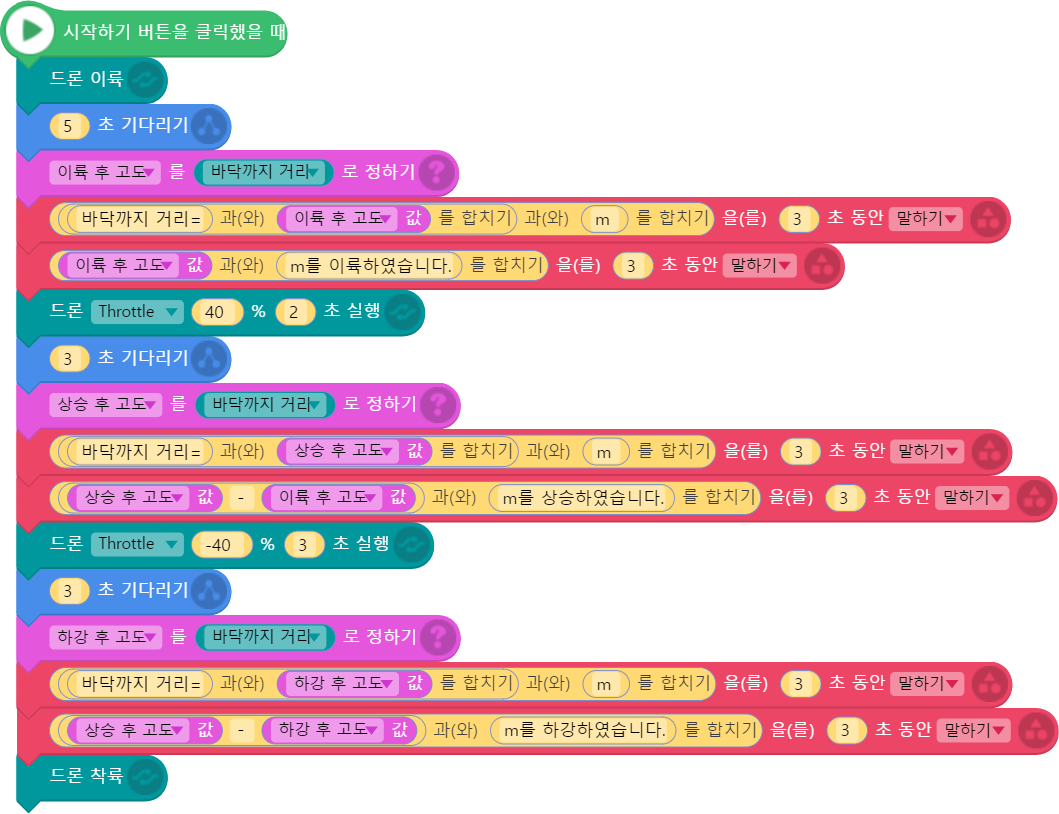 시작하기 버튼을 클릭했을 때
드론 이륙
5 초 기다리기
이륙 후 고도 를 바닥까지 거리 로 정하기
바닥까지 거리= 과(와) 이륙 후 고도 값 를 합치기 과(와) m 를 합치기 을(를) 3 초 동안 말하기
이륙 후 고도 값 과(와) m를 이륙하였습니다. 를 합치기 을(를) 3 초 동안 말하기
드론 Throttle 40 % 2 초 실행
3 초 기다리기
상승 후 고도 를 바닥까지 거리 로 정하기
바닥까지 거리= 과(와) 상승 후 고도 값 를 합치기 과(와) m 를 합치기 을(를) 3 초 동안 말하기
상승 후 고도 값 - 이륙 후 고도 값 과(와) m를 상승하였습니다. 를 합치기 을(를) 3 초 동안 말하기
드론 Throttle -40 % 3 초 실행
3 초 기다리기
하강 후 고도 를 바닥까지 거리 로 정하기
바닥까지 거리= 과(와) 하강 후 고도 값 를 합치기 과(와) m 를 합치기 을(를) 3 초 동안 말하기
상승 후 고도 값 - 하강 후 고도 값 과(와) m를 하강하였습니다. 를 합치기 을(를) 3 초 동안 말하기
드론 착륙